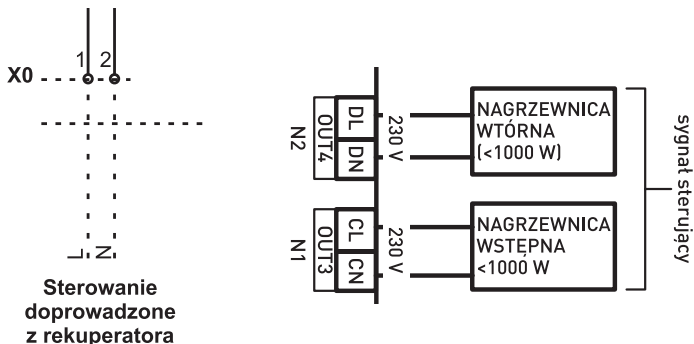 1 2
X0
L N
Sterowanie
doprowadzone
z rekuperatora
N2
OUT4
DL
DN
230 V
NAGRZEWNICA
WTÓRNA
(<1000 W)
N1
OUT3
CL
CN
230 V
NAGRZEWNICA
WSTĘPNA
<1000 W
sygnał sterujący